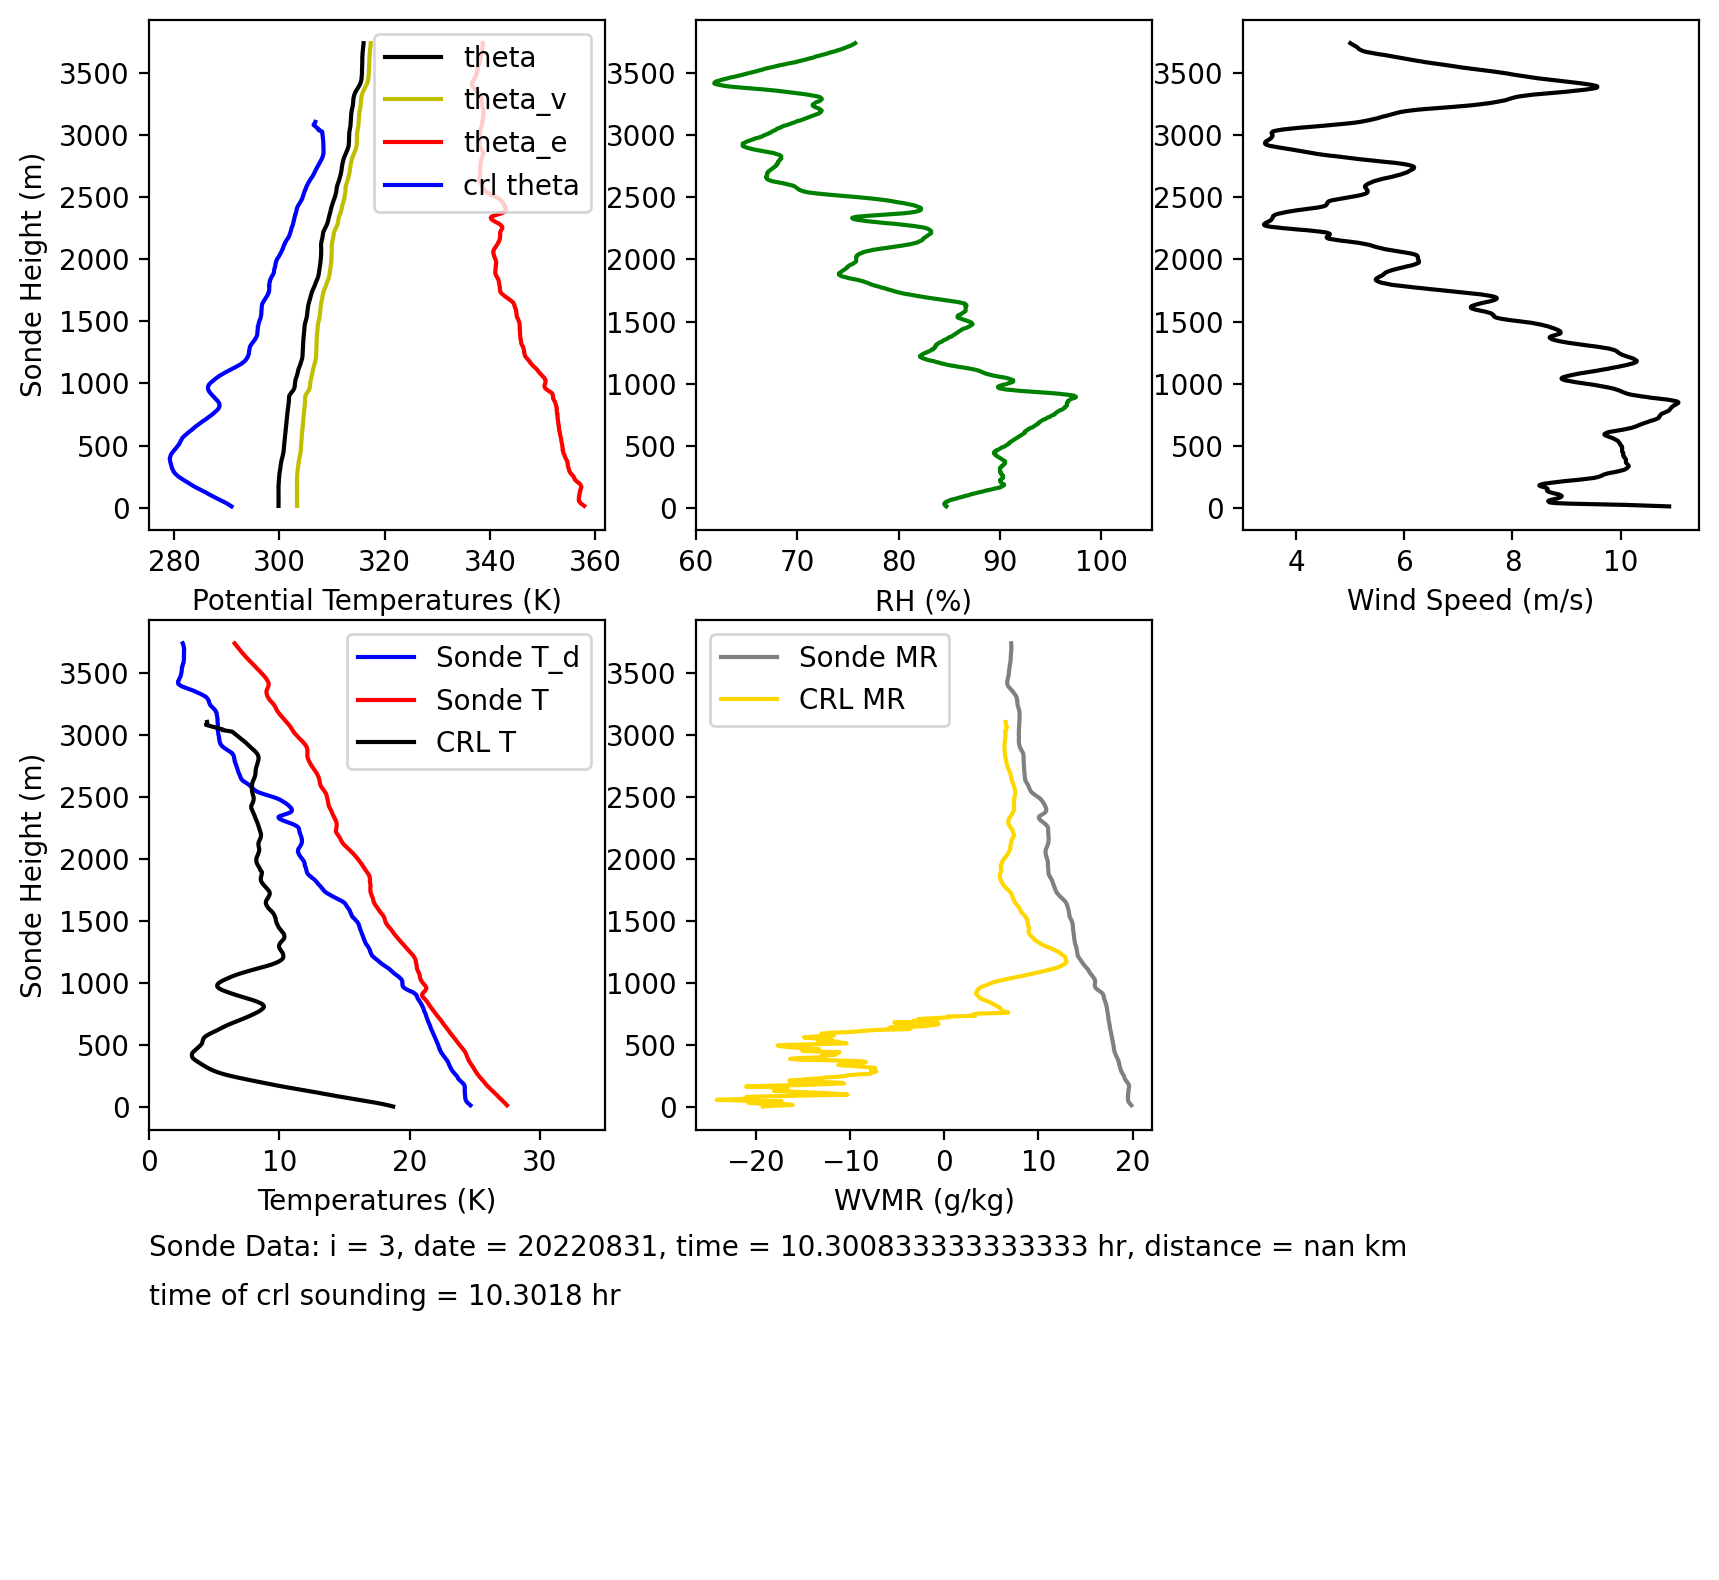 theta
theta_v
theta_e
crl theta
3500
3000
2500
2000
1500
1000
500
0
Sonde Height (m)
280 300 320 340 360
Potential Temperatures (K)
3500
3000
2500
2000
1500
1000
500
0
60 70 80 90 100
RH (%)
3500
3000
2500
2000
1500
1000
500
0
4 6 8 10
Wind Speed (m/s)
Sonde T_d
Sonde T
CRL T
3500
3000
2500
2000
1500
1000
500
0
Sonde Height (m)
0 10 20 30
Temperatures (K)
Sonde MR
CRL MR
3500
3000
2500
2000
1500
1000
500
0
−20 −10 0 10 20
WVMR (g/kg)
Sonde Data: i = 3, date = 20220831, time = 10.300833333333333 hr, distance = nan km
time of crl sounding = 10.3018 hr